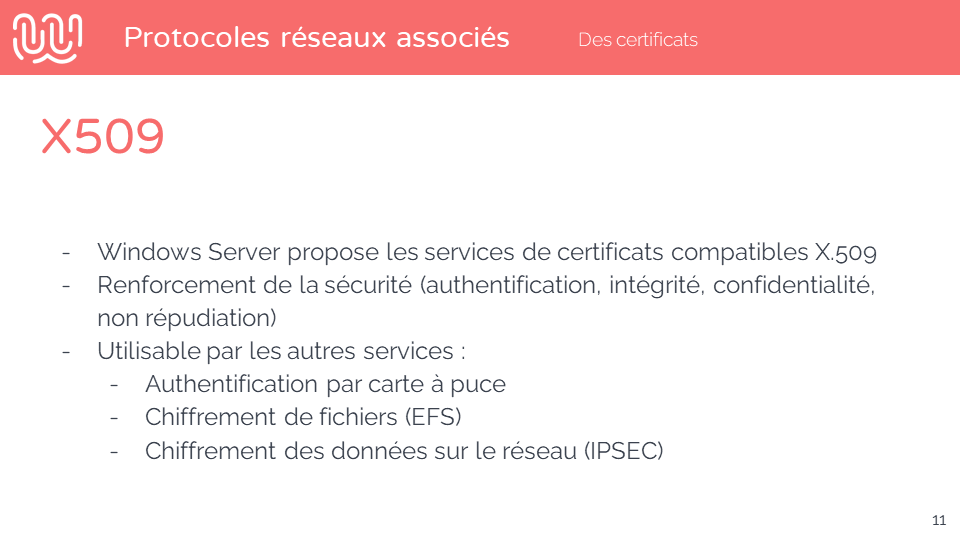 Protocoles réseaux associés
Des certificats
X509
- Windows Server propose les services de certificats compatibles X.509
- Renforcement de la sécurité (authentification, intégrité, confidentialité,
non répudiation)
- Utilisable par les autres services :
- Authentification par carte à puce
- Chiffrement de fichiers (EFS)
- Chiffrement des données sur le réseau (IPSEC)
11